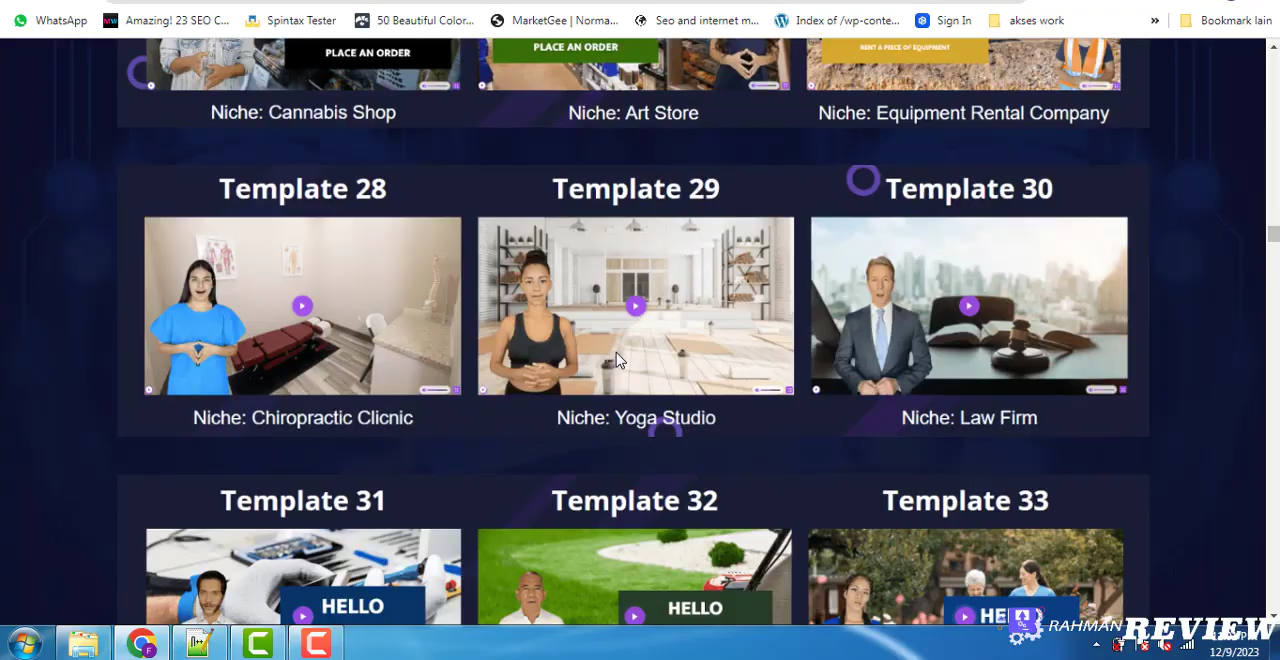 WhatsApp
Amazing! 23 SEO C...
Spintax Tester
50 Beautiful Color...
MarketGee | Norma...
Seo and internet m...
Index of /wp-conte...
Sign In
akses work
»
Bookmark lain
PLACE AN ORDER
PLACE AN ORDER
RENT A PIECE OF EQUIPMENT
Niche: Cannabis Shop
Niche: Art Store
Niche: Equipment Rental Company
Template 28
Template 29
Template 30
Niche: Chiropractic Clicnic
Niche: Yoga Studio
Niche: Law Firm
Template 31
Template 32
Template 33
HELLO
HELLO
RAHMAN REVIEW
12/9/2023